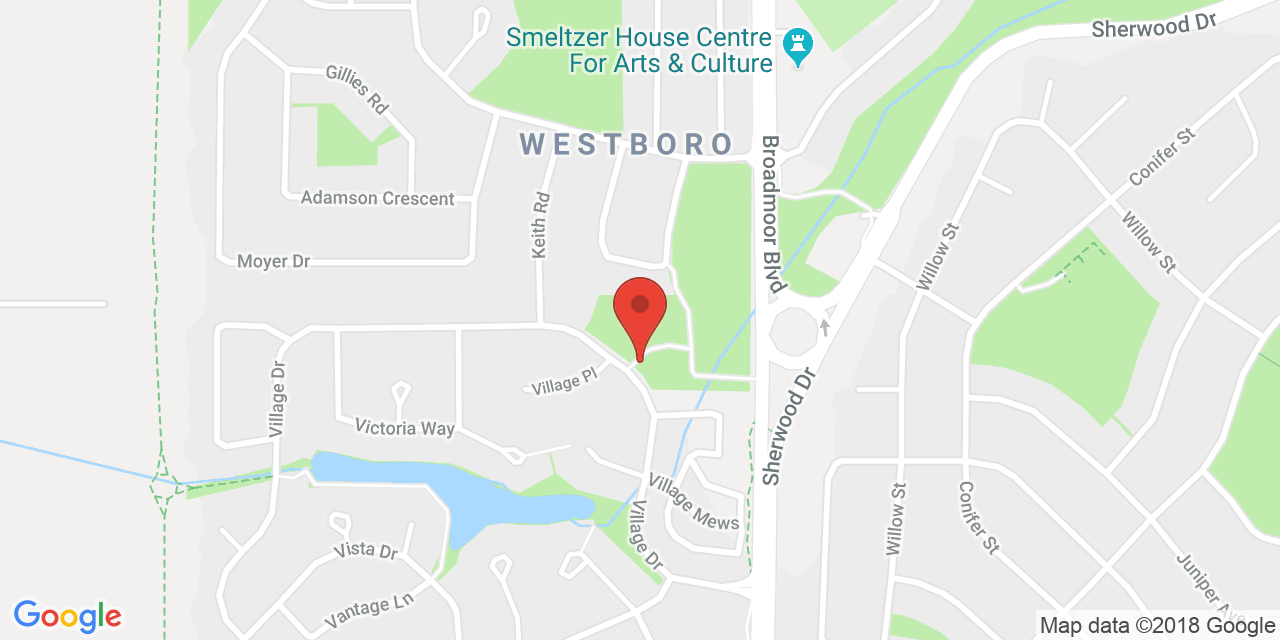 Sherwood Dr
Smeltzer House Centre
For Arts & Culture
Gillies Rd
WESTBORO
Broadmoor Blvd
Conifer St
Adamson Crescent
Keith Rd
Willow St
Willow St
Moyer Dr
Village Dr
Village Pl
Sherwood Dr
Victoria Way
Village Mews
Willow St
Conifer St
Village Dr
Vista Dr
Vantage Ln
Juniper Ave
Google
Map data ©2018 Google